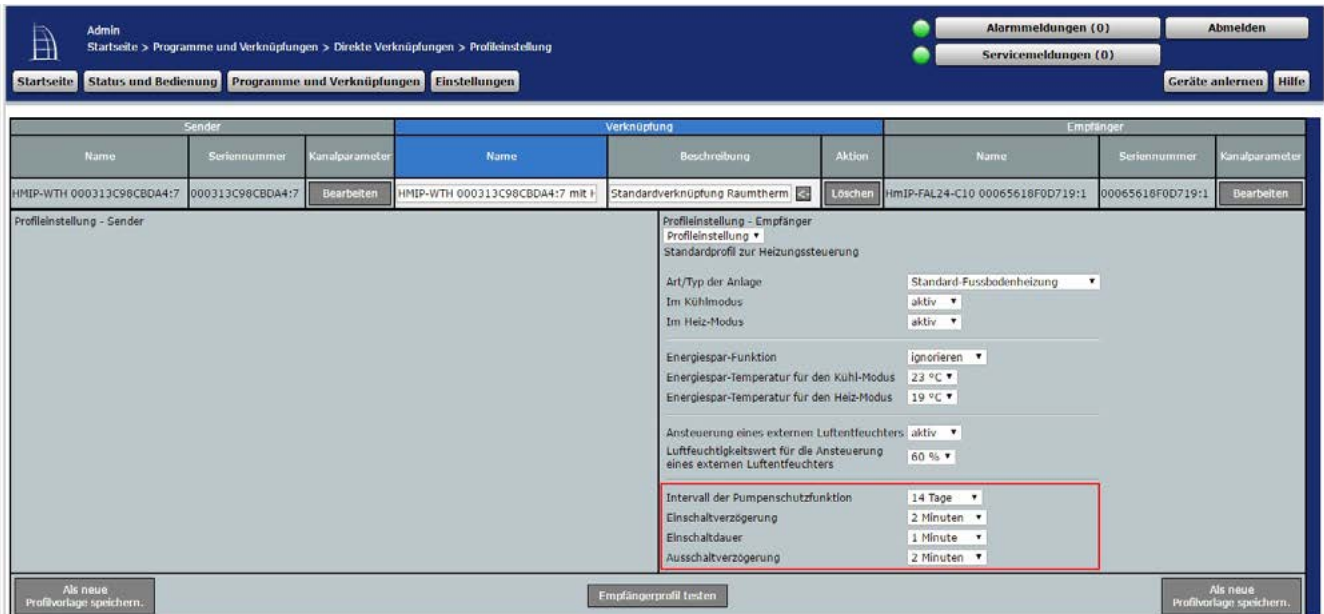 Admin
Startseite > Programme und Verknüpfungen > Direkte Verknüpfungen > Profileinstellung
Alarmmeldungen (0)
Abmelden
Servicemeldungen (0)
Startseite
Status und Bedienung
Programme und Verknüpfungen
Einstellungen
Geräte anlernen
Hilfe
Sender
Verknüpfung
Empfänger
Name
Seriennummer
Kanalparameter
Name
Beschreibung
Aktion
Name
Seriennummer
Kanalparameter
HMIP-WTH 000313C98CBDA4:7
000313C98CBDA4:7
Bearbeiten
HMIP-WTH 000313C98CBDA4:7 mit H
Standardverknüpfung Raumtherm
Löschen
HmIP-FAL24-C10 00065618F0D719:1
00065618F0D719:1
Bearbeiten
Profileinstellung - Sender
Profileinstellung - Empfänger
Profileinstellung
Standardprofil zur Heizungssteuerung
Art/Typ der Anlage Standard-Fussbodenheizung
Im Kühlmodus aktiv
Im Heiz-Modus aktiv
Energiespar-Funktion ignorieren
Energiespar-Temperatur für den Kühl-Modus 23 °C
Energiespar-Temperatur für den Heiz-Modus 19 °C
Ansteuerung eines externen Luftentfeuchters aktiv
Luftfeuchtigkeitswert für die Ansteuerung
eines externen Luftentfeuchters 60 %
Intervall der Pumpenschutzfunktion 14 Tage
Einschaltverzögerung 2 Minuten
Einschaltdauer 1 Minute
Ausschaltverzögerung 2 Minuten
Als neue
Profilvorlage speichern.
Empfängerprofil testen
Als neue
Profilvorlage speichern.